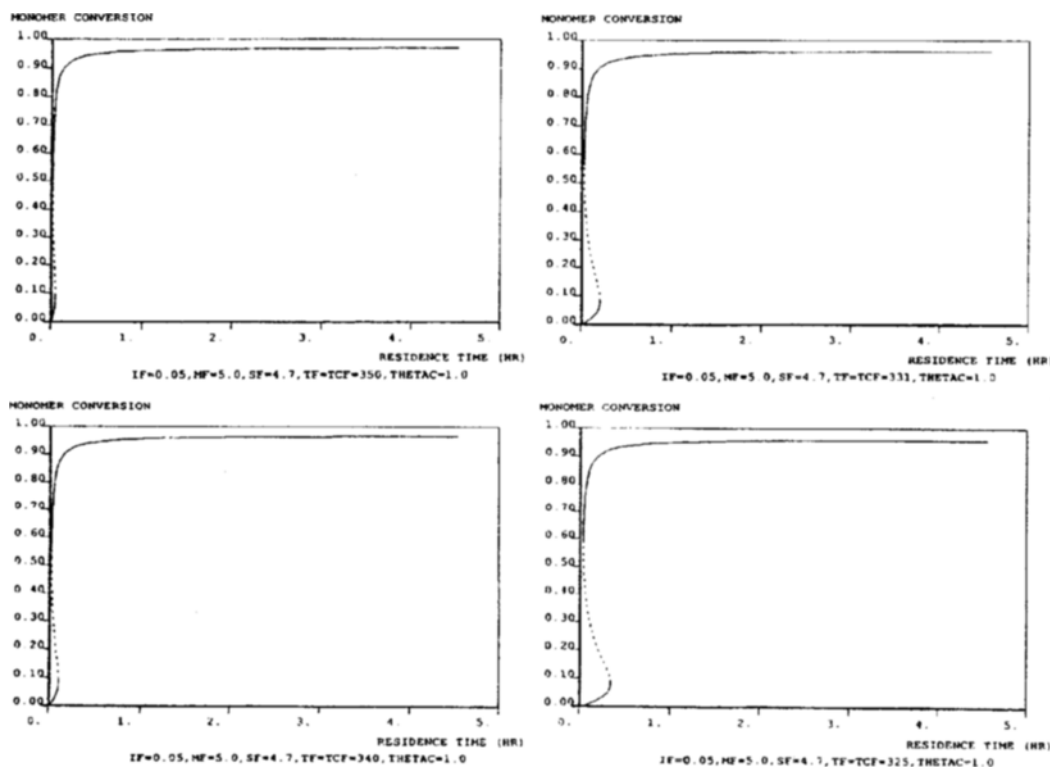 MONOMER CONVERSION
1.00
0.90
0.80
0.70
0.60
0.50
0.40
0.30
0.20
0.10
0.00
0. 1. 2. 3. 4. 5.
RESIDENCE TIME (HR)
IF=0.05,MF=5.0,SF=4.7,TF=TCF=350,THETAC=1.0
MONOMER CONVERSION
1.00
0.90
0.80
0.70
0.60
0.50
0.40
0.30
0.20
0.10
0.00
0. 1. 2. 3. 4. 5.
RESIDENCE TIME (HR)
IF=0.05,MF=5.0,SF=4.7,TF=TCF=331,THETAC=1.0
MONOMER CONVERSION
1.00
0.90
0.80
0.70
0.60
0.50
0.40
0.30
0.20
0.10
0.00
0. 1. 2. 3. 4. 5.
RESIDENCE TIME (HR)
IF=0.05,MF=5.0,SF=4.7,TF=TCF=340,THETAC=1.0
MONOMER CONVERSION
1.00
0.90
0.80
0.70
0.60
0.50
0.40
0.30
0.20
0.10
0.00
0. 1. 2. 3. 4. 5.
RESIDENCE TIME (HR)
IF=0.05,MF=5.0,SF=4.7,TF=TCF=325,THETAC=1.0